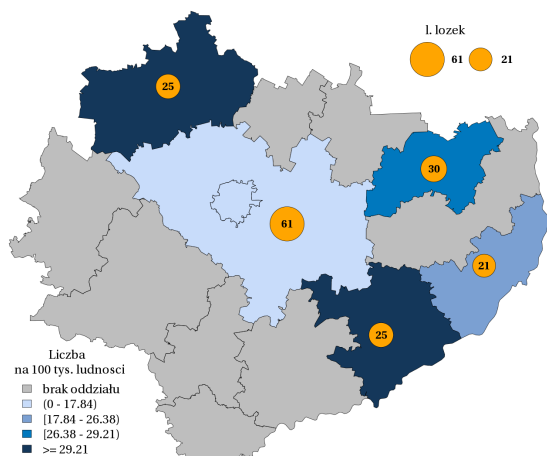 l. lozek
61 21
25
30
61
21
25
Liczba
na 100 tys. ludnosci
brak oddziału
(0 - 17.84)
[17.84 - 26.38)
[26.38 - 29.21)
>= 29.21